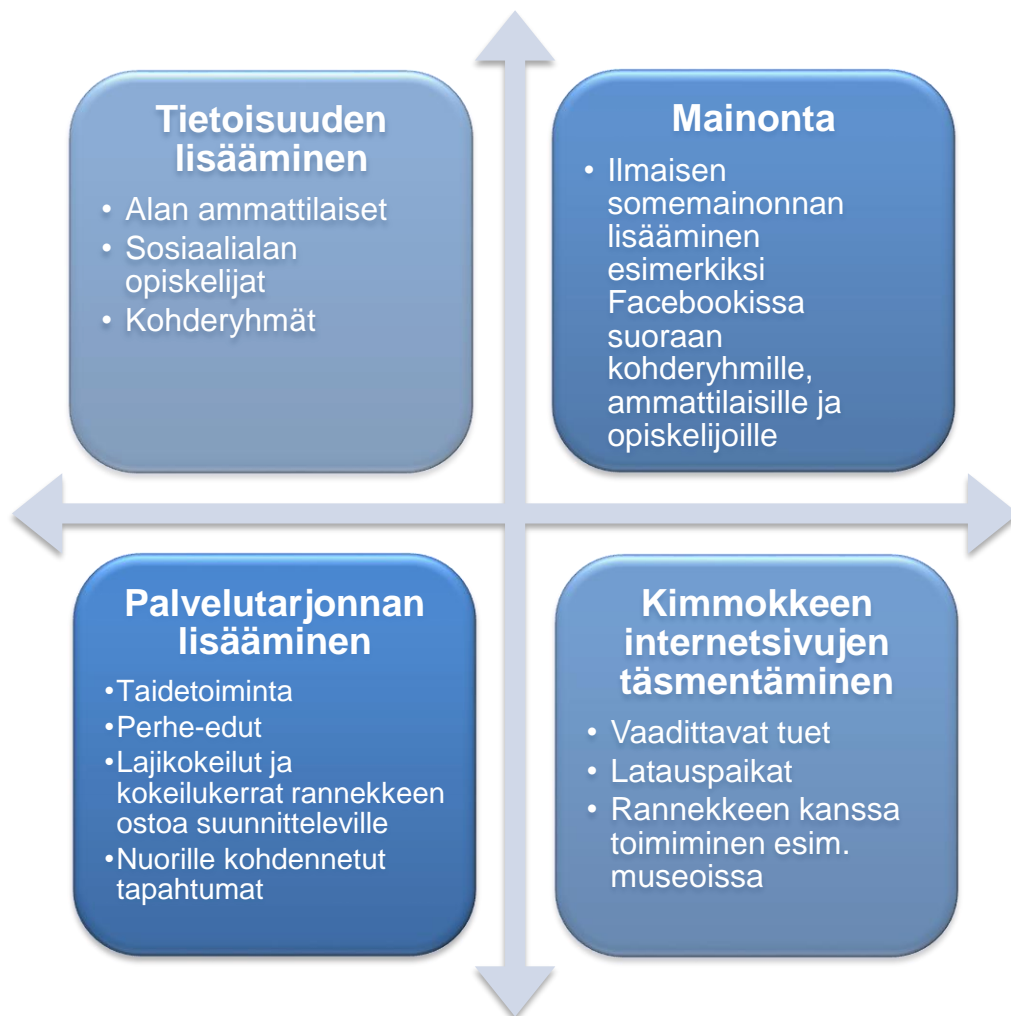 Tietoisuuden
lisääminen
• Alan ammattilaiset
• Sosiaalialan
opiskelijat
• Kohderyhmät
Mainonta
• Ilmaisen
somemainonnan
lisääminen
esimerkiksi
Facebookissa
suoraan
kohderyhmille,
ammattilaisille ja
opiskelijoille
Palvelutarjonnan
lisääminen
•Taidetoiminta
•Perhe-edut
•Lajikokeilut ja
kokeilukerrat rannekkeen
ostoa suunnitteleville
•Nuorille kohdennetut
tapahtumat
Kimmokkeen
internetsivujen
täsmentäminen
• Vaadittavat tuet
• Latauspaikat
• Rannekkeen kanssa
toimiminen esim.
museoissa